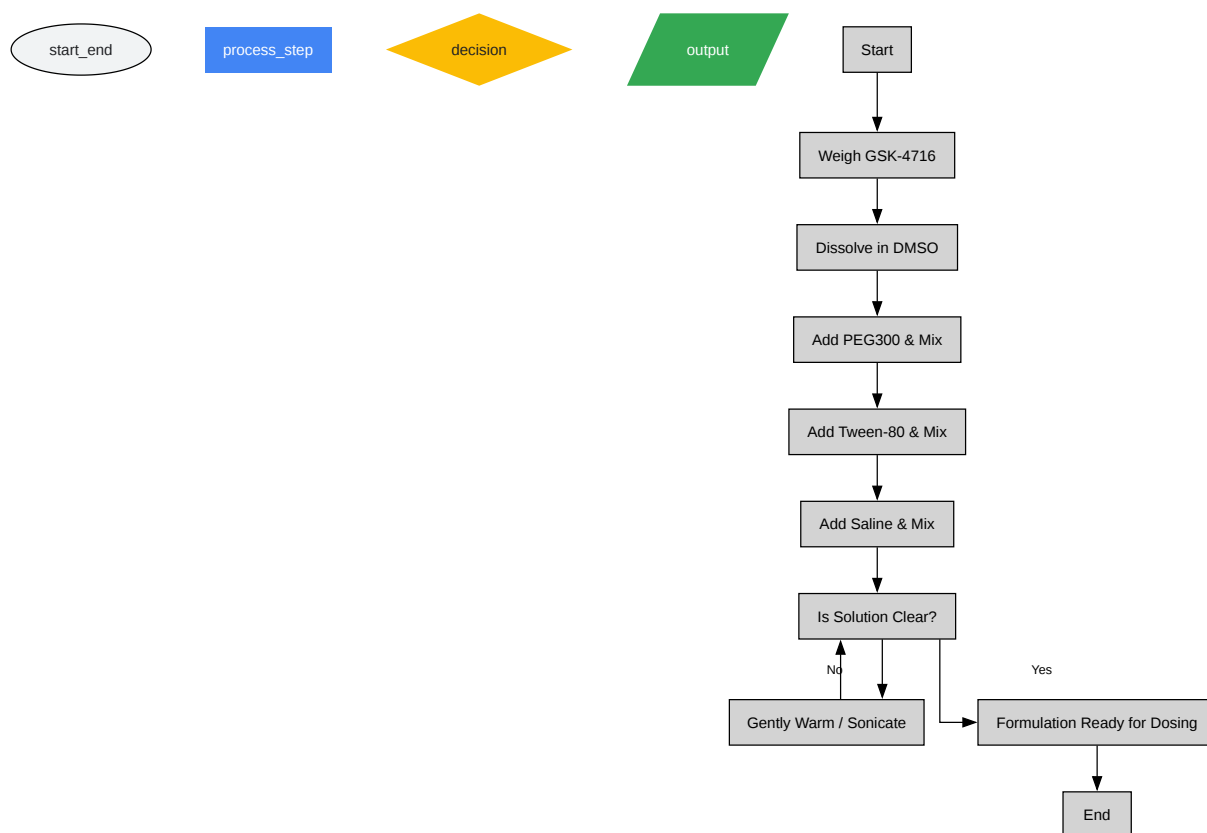 start_end
process_step
decision
output
Start
Weigh GSK-4716
Dissolve in DMSO
Add PEG300 & Mix
Add Tween-80 & Mix
Add Saline & Mix
Is Solution Clear?
No
Yes
Gently Warm / Sonicate
Formulation Ready for Dosing
End